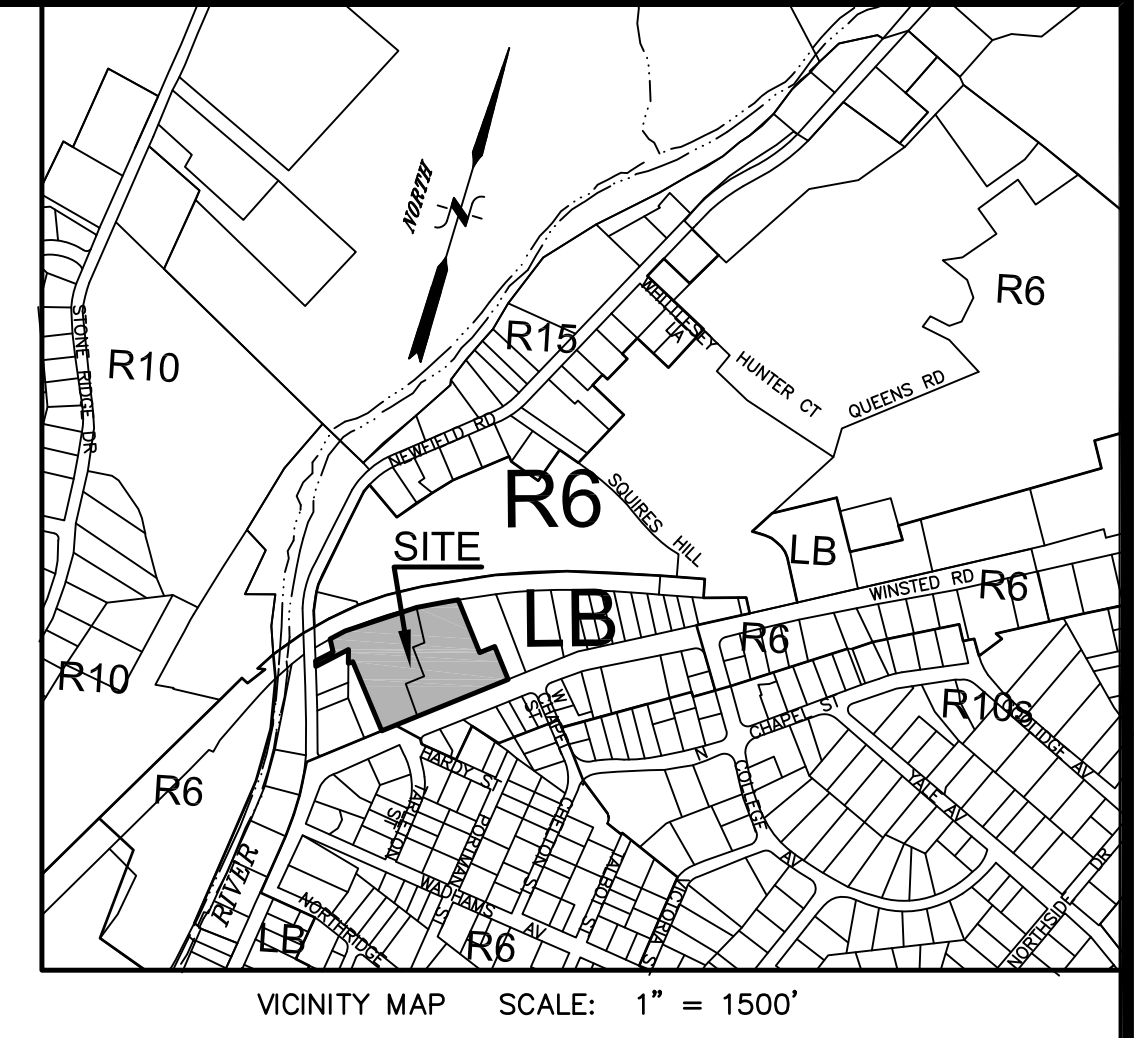 NORTH
N
R6
R15
WHITTLESEY
LA
HUNTER CT
QUEENS RD
STONE RIDGE DR
R10
NEWFIELD RD
R6
SQUIRES HILL
SITE
LB
LB
WINSTED RD
R6
R6
R10
R10s
W CHAPEL
ST
CHAPEL ST
N
COLLEGE
AV
YALE AV
AV
HARDY ST
TARLETON
ST
PORTMAN
ST
CHELTON ST
TALBOT ST
VICTORIA ST
WADHAMS AV
NORTHRIDGE
NORTHSIDE DR
R6
RIVER
LB
R6
VICINITY MAP SCALE: 1” = 1500’